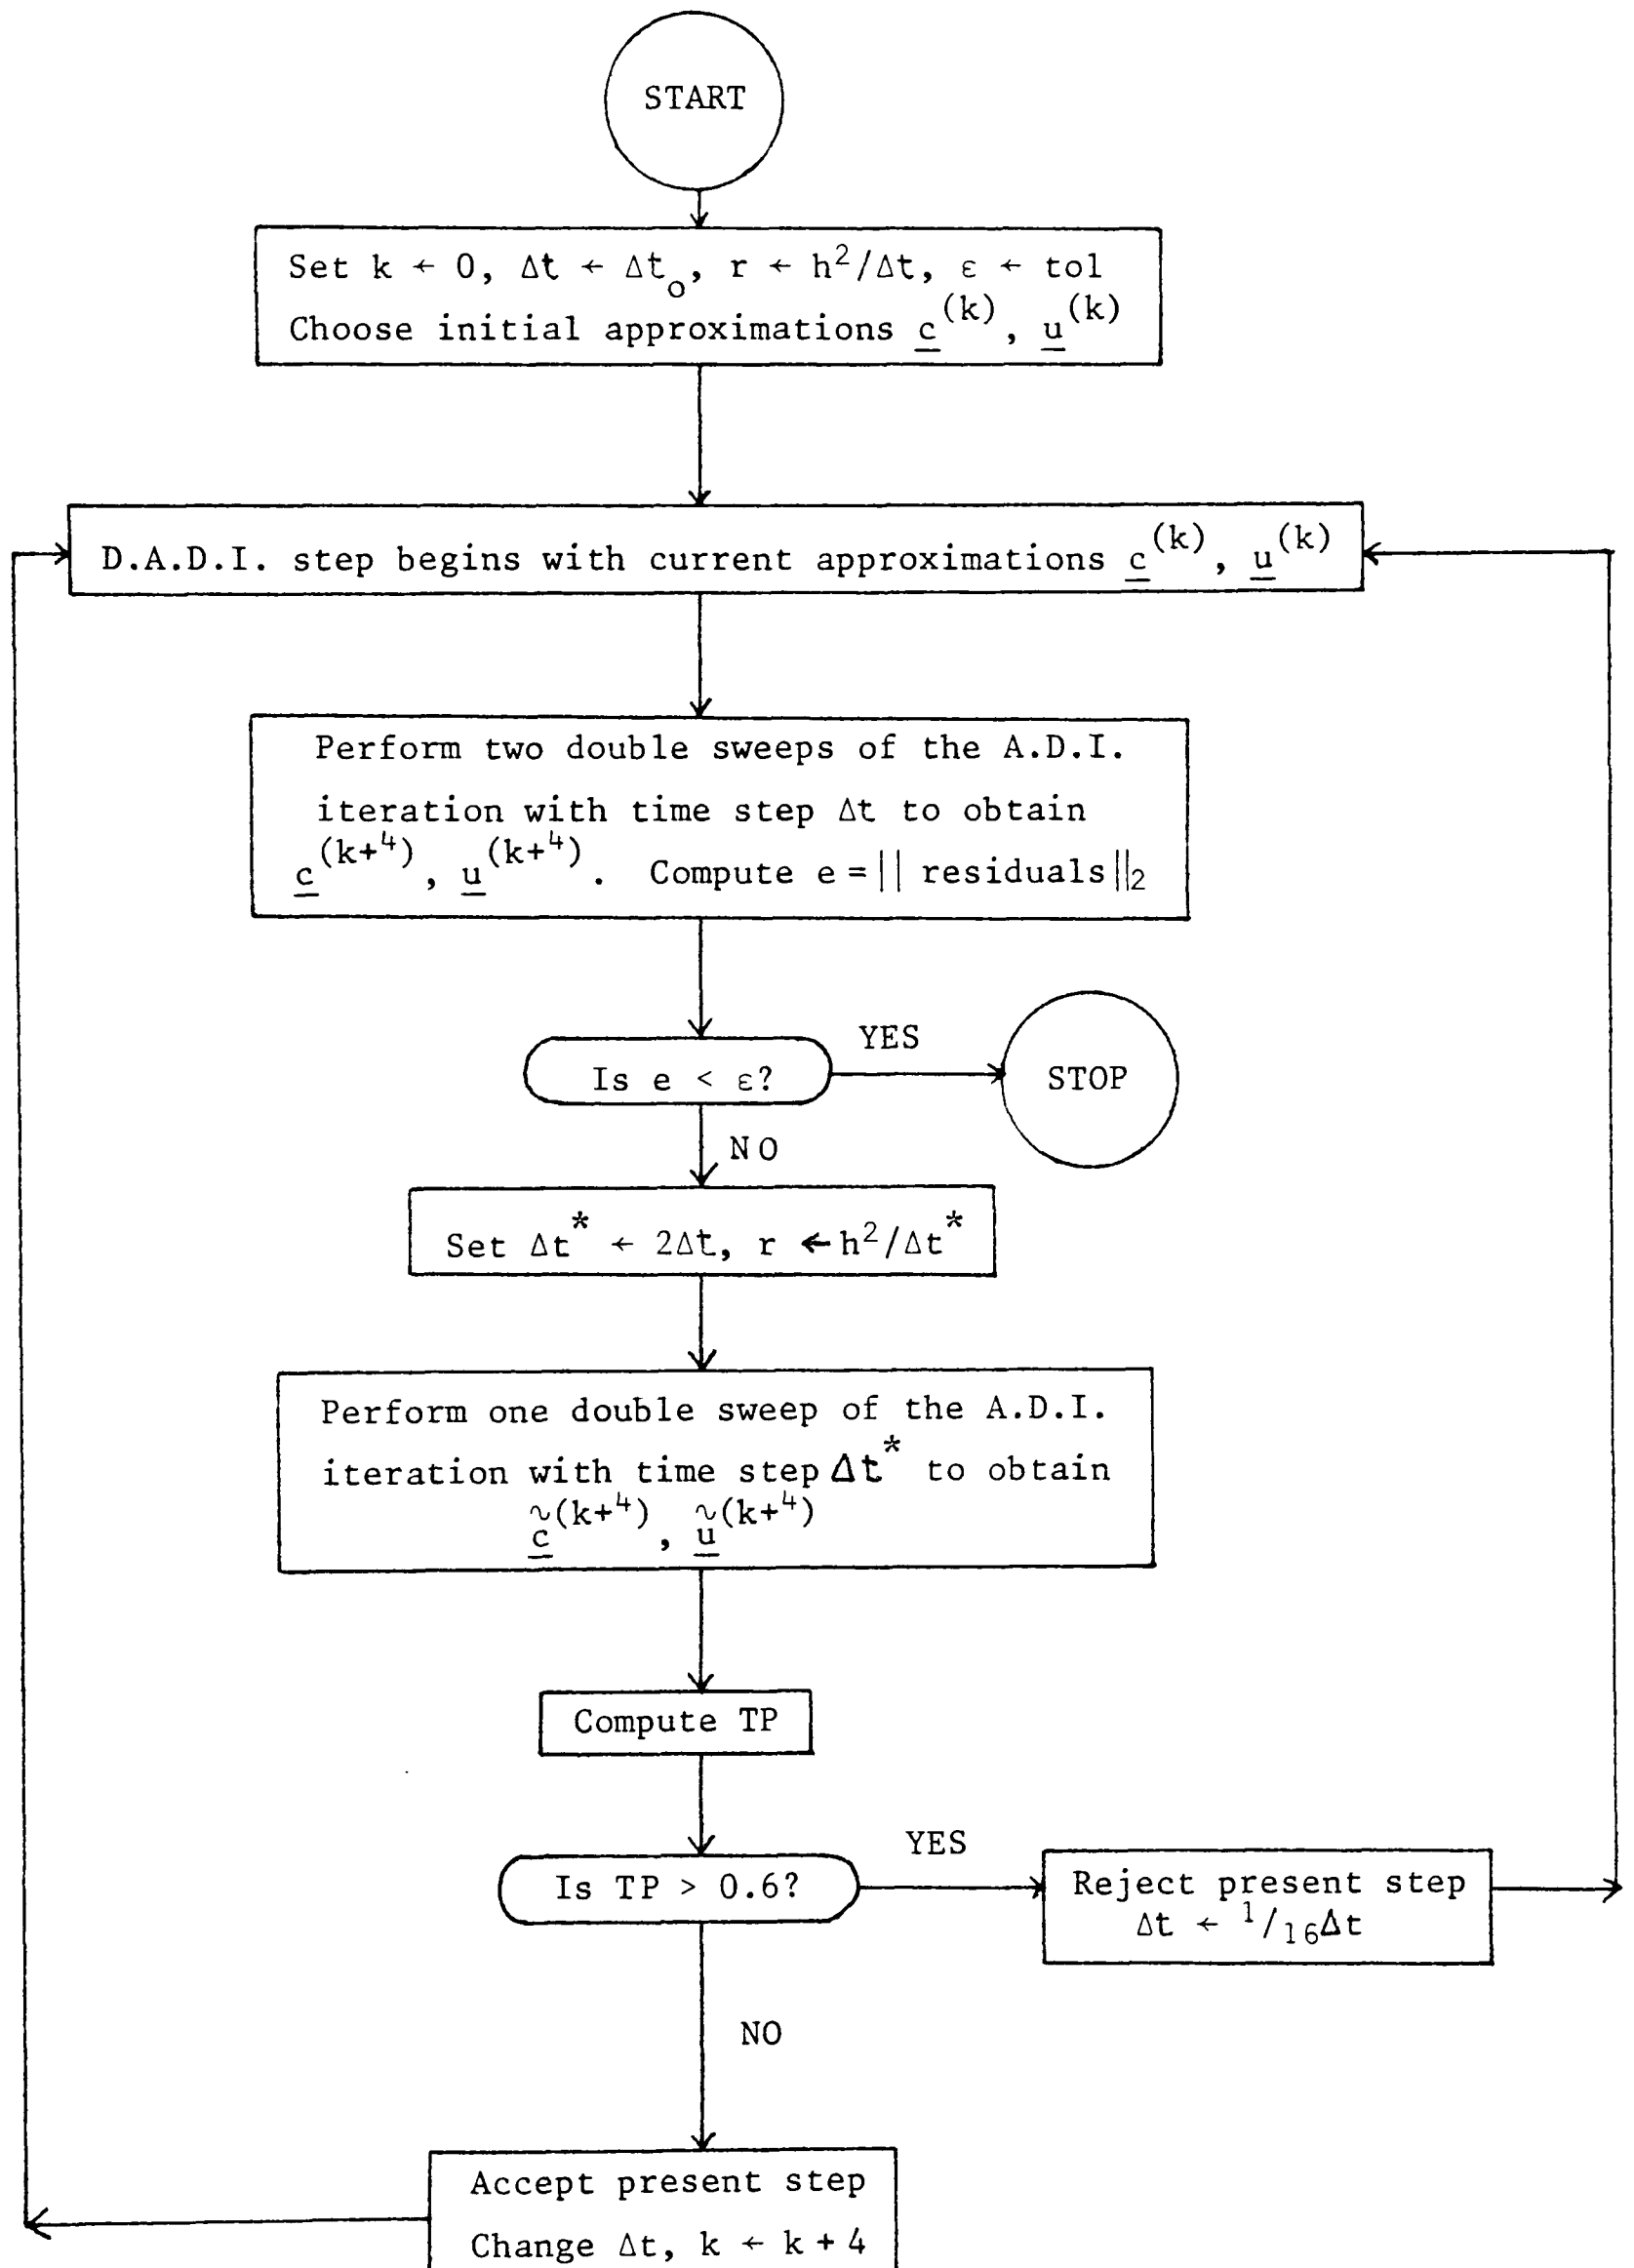 START
Set k ← 0, Δt ← Δt₀, r ← h²/Δt, ε ← tol
Choose initial approximations c̲^(k), u̲^(k)
D.A.D.I. step begins with current approximations c̲^(k), u̲^(k)
Perform two double sweeps of the A.D.I.
iteration with time step Δt to obtain
c̲^(k+4), u̲^(k+4). Compute e = || residuals ||₂
Is e < ε?
YES
STOP
NO
Set Δt* ← 2Δt, r ← h²/Δt*
Perform one double sweep of the A.D.I.
iteration with time step Δt* to obtain
c̲̃^(k+4), ũ̲^(k+4)
Compute TP
Is TP > 0.6?
YES
Reject present step
Δt ← 1/16Δt
NO
Accept present step
Change Δt, k ← k + 4